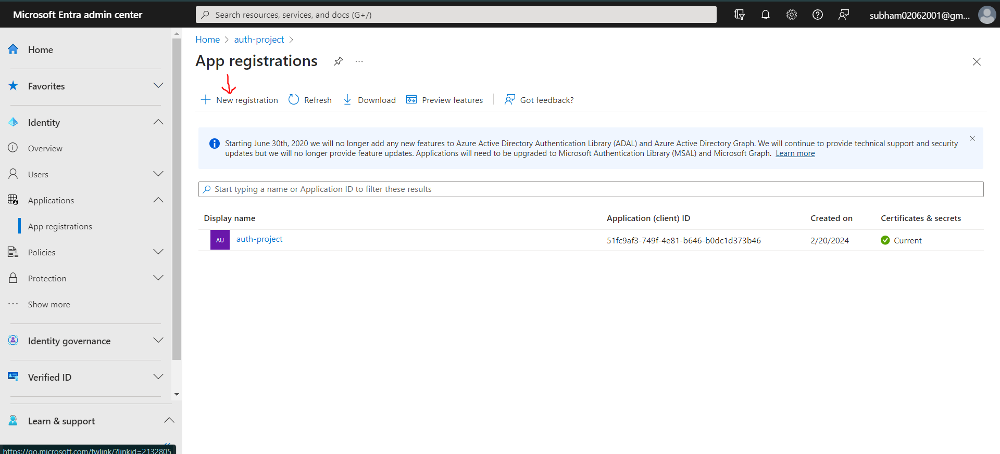 Microsoft Entra admin center
Search resources, services, and docs (G+/)
subham02062001@gm...
Home
Favorites
Identity
Overview
Users
Applications
App registrations
Policies
Protection
... Show more
Identity governance
Verified ID
Learn & support
https://go.microsoft.com/fwlink/?linkid=2132805
Home > auth-project >
App registrations ...
New registration Refresh Download Preview features Got feedback?
Starting June 30th, 2020 we will no longer add any new features to Azure Active Directory Authentication Library (ADAL) and Azure Active Directory Graph. We will continue to provide technical support and security
updates but we will no longer provide feature updates. Applications will need to be upgraded to Microsoft Authentication Library (MSAL) and Microsoft Graph. Learn more
Start typing a name or Application ID to filter these results
Display name Application (client) ID Created on Certificates & secrets
AU auth-project 51fc9af3-749f-4e81-b646-b0dc1d373b46 2/20/2024 Current